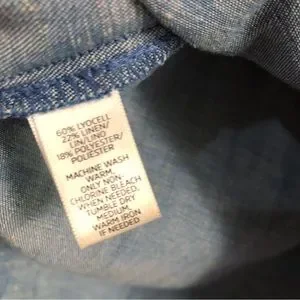 60% LYOCELL
22% LINEN/
LIN/LINO
18% POLYESTER/
POLIESTER
MACHINE WASH
WARM,
ONLY NON-
CHLORINE BLEACH
WHEN NEEDED,
TUMBLE DRY
MEDIUM,
WARM IRON
IF NEEDED